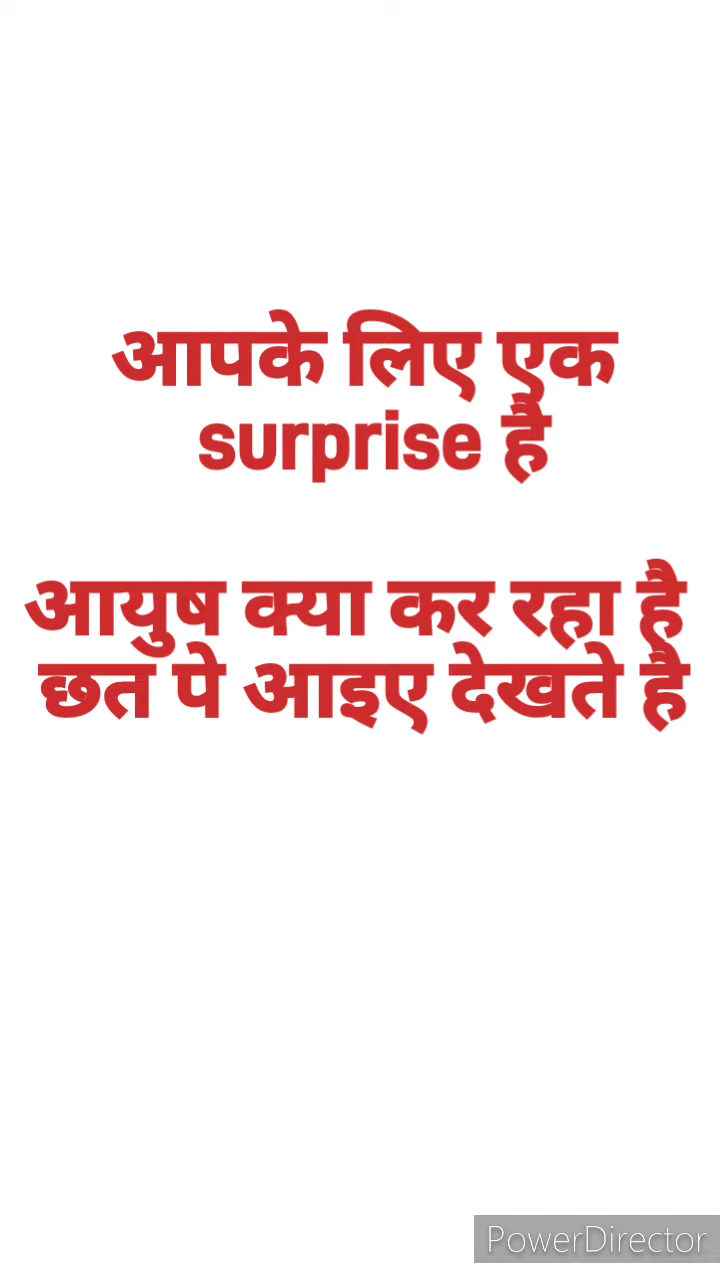 आपके लिए एक
surprise है
आयुष क्या कर रहा है
छत पे आइए देखते है
PowerDirector